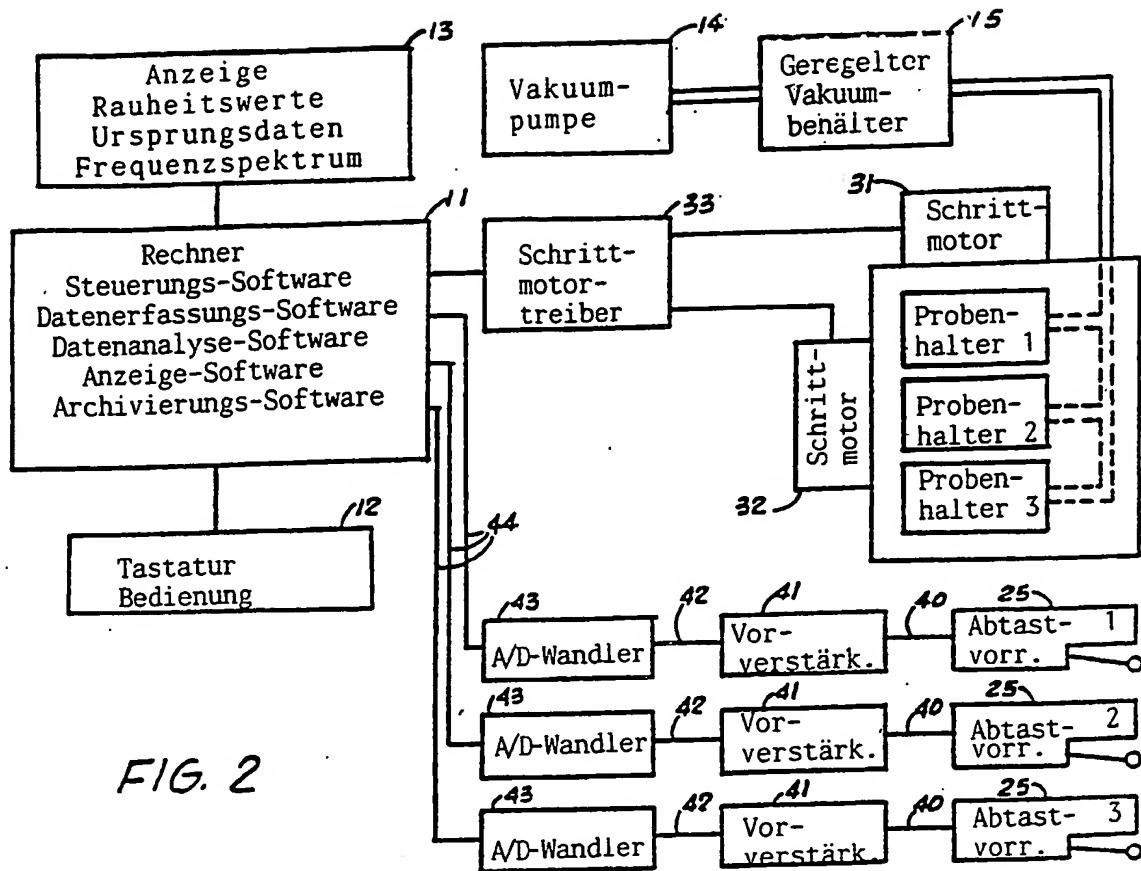 13
Anzeige
Rauheitswerte
Ursprungsdaten
Frequenzspektrum
14
Vakuum-
pumpe
15
Geregelter
Vakuum-
behälter
11
Rechner
Steuerungs-Software
Datenerfassungs-Software
Datenanalyse-Software
Anzeige-Software
Archivierungs-Software
33
Schritt-
motor-
treiber
31
Schritt-
motor
Schritt-
motor
32
Proben-
halter 1
Proben-
halter 2
Proben-
halter 3
12
Tastatur
Bedienung
44
43
A/D-Wandler
42
41
Vor-
verstärk.
40
25
Abtast-
vorr.
1
43
A/D-Wandler
42
41
Vor-
verstärk.
40
25
Abtast-
vorr.
2
43
A/D-Wandler
42
41
Vor-
verstärk.
40
25
Abtast-
vorr.
3
FIG. 2